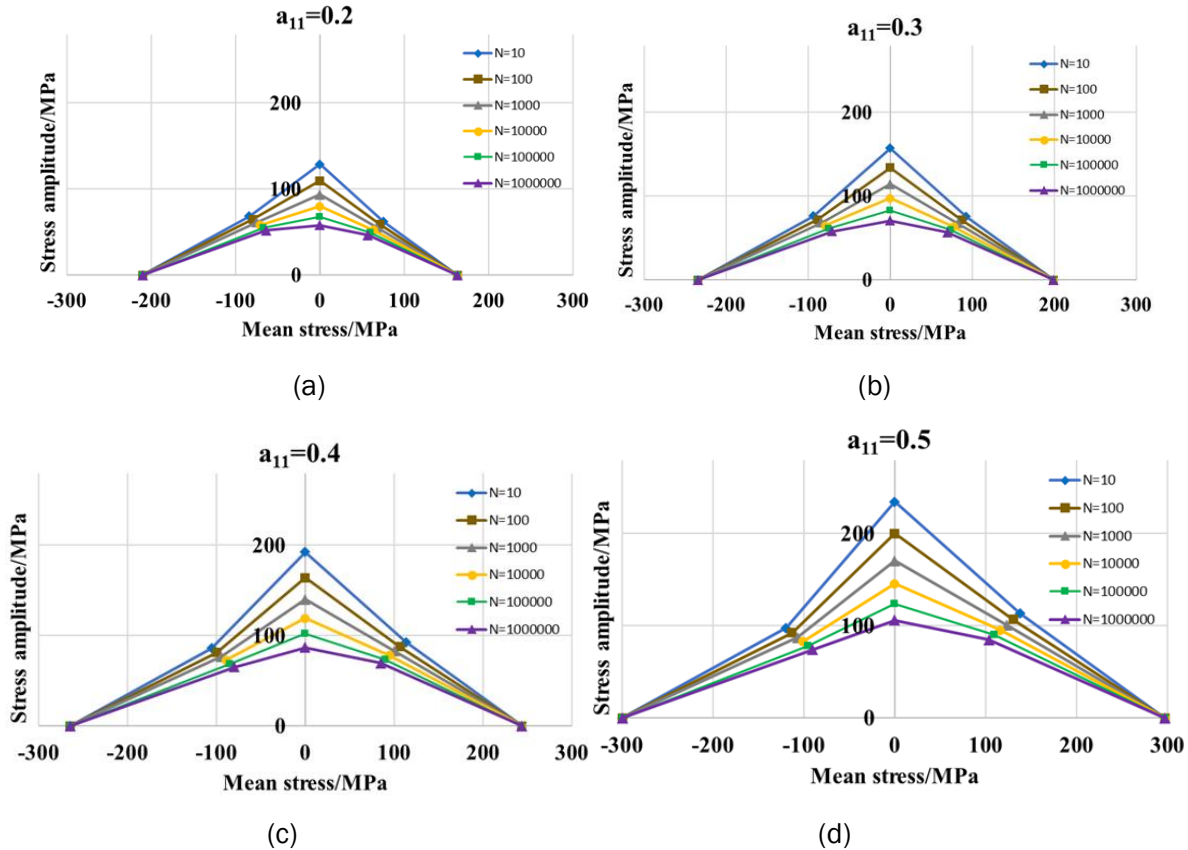 a11=0.2
Stress amplitude/MPa
200
100
0
-300 -200 -100 0 100 200 300
Mean stress/MPa
N=10
N=100
N=1000
N=10000
N=100000
N=1000000
(a)
a11=0.3
Stress amplitude/MPa
200
100
0
-300 -200 -100 0 100 200 300
Mean stress/MPa
N=10
N=100
N=1000
N=10000
N=100000
N=1000000
(b)
a11=0.4
Stress amplitude/MPa
200
100
0
-300 -200 -100 0 100 200 300
Mean stress/MPa
N=10
N=100
N=1000
N=10000
N=100000
N=1000000
(c)
a11=0.5
Stress amplitude/MPa
200
100
0
-300 -200 -100 0 100 200 300
Mean stress/MPa
N=10
N=100
N=1000
N=10000
N=100000
N=1000000
(d)